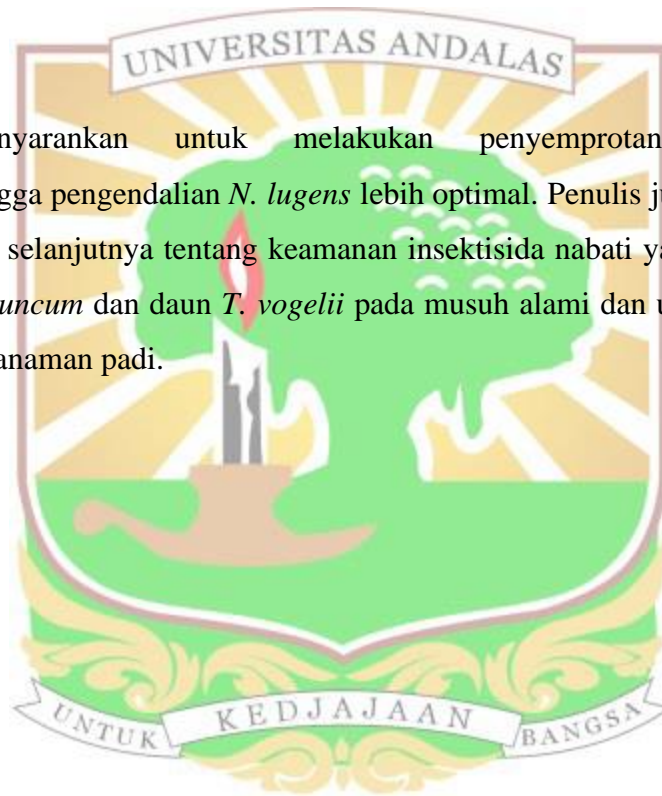 UNIVERSITAS ANDALAS
nyarankan untuk melakukan penyemprotan
gga pengendalian N. lugens lebih optimal. Penulis ju
selanjutnya tentang keamanan insektisida nabati ya
uncum dan daun T. vogelii pada musuh alami dan u
anaman padi.
UNTUK KEDJAJAAN BANGSA